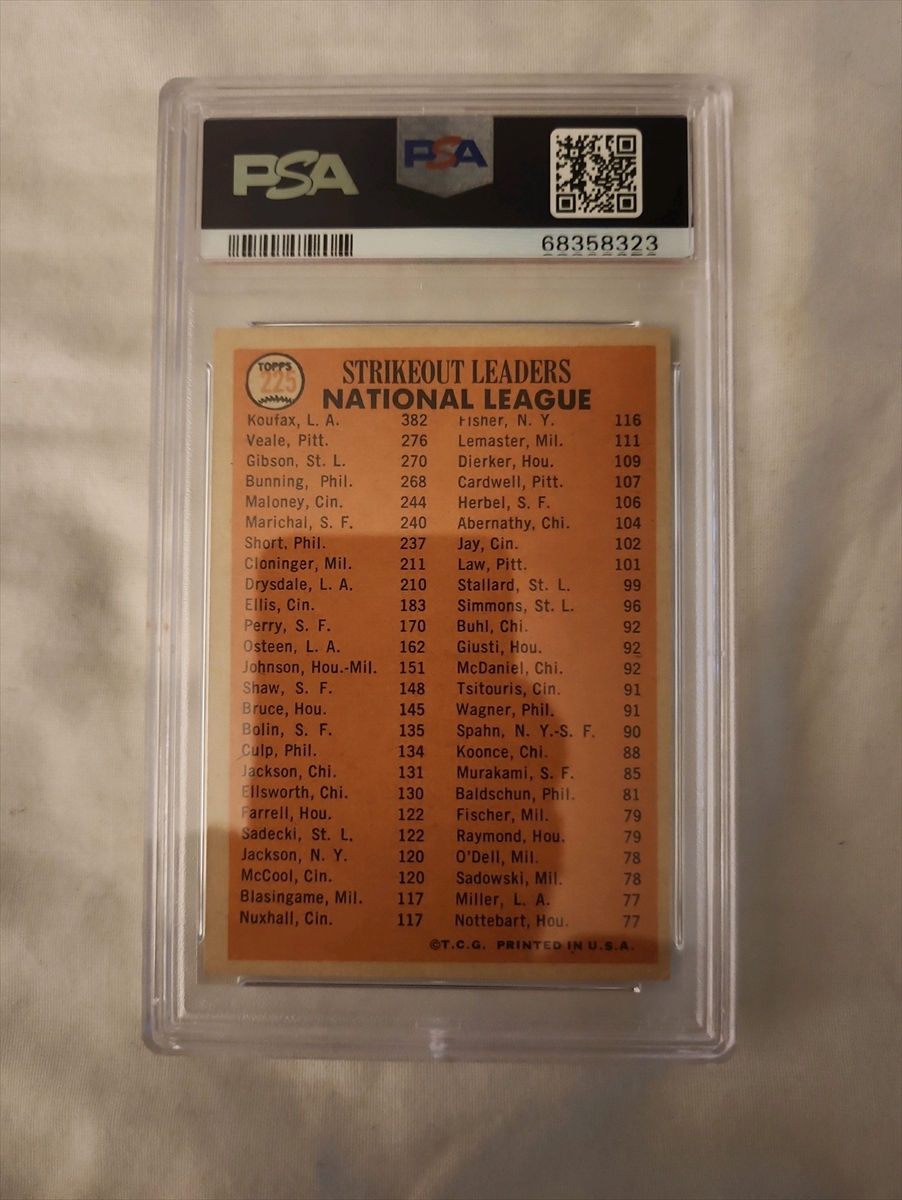 PSA PSA
68358323
TOPPS
225
STRIKEOUT LEADERS
NATIONAL LEAGUE
Koufax, L. A. 382 Fisher, N. Y. 116
Veale, Pitt. 276 Lemaster, Mil. 111
Gibson, St. L. 270 Dierker, Hou. 109
Bunning, Phil. 268 Cardwell, Pitt. 107
Maloney, Cin. 244 Herbel, S. F. 106
Marichal, S. F. 240 Abernathy, Chi. 104
Short, Phil. 237 Jay, Cin. 102
Cloninger, Mil. 211 Law, Pitt. 101
Drysdale, L. A. 210 Stallard, St. L. 99
Ellis, Cin. 183 Simmons, St. L. 96
Perry, S. F. 170 Buhl, Chi. 92
Osteen, L. A. 162 Giusti, Hou. 92
Johnson, Hou.-Mil. 151 McDaniel, Chi. 92
Shaw, S. F. 148 Tsitouris, Cin. 91
Bruce, Hou. 145 Wagner, Phil. 91
Bolin, S. F. 135 Spahn, N. Y.-S. F. 90
Culp, Phil. 134 Koonce, Chi. 88
Jackson, Chi. 131 Murakami, S. F. 85
Ellsworth, Chi. 130 Baldschun, Phil. 81
Farrell, Hou. 122 Fischer, Mil. 79
Sadecki, St. L. 122 Raymond, Hou. 79
Jackson, N. Y. 120 O'Dell, Mil. 78
McCool, Cin. 120 Sadowski, Mil. 78
Blasingame, Mil. 117 Miller, L. A. 77
Nuxhall, Cin. 117 Nottebart, Hou. 77
©T.C.G. PRINTED IN U.S.A.